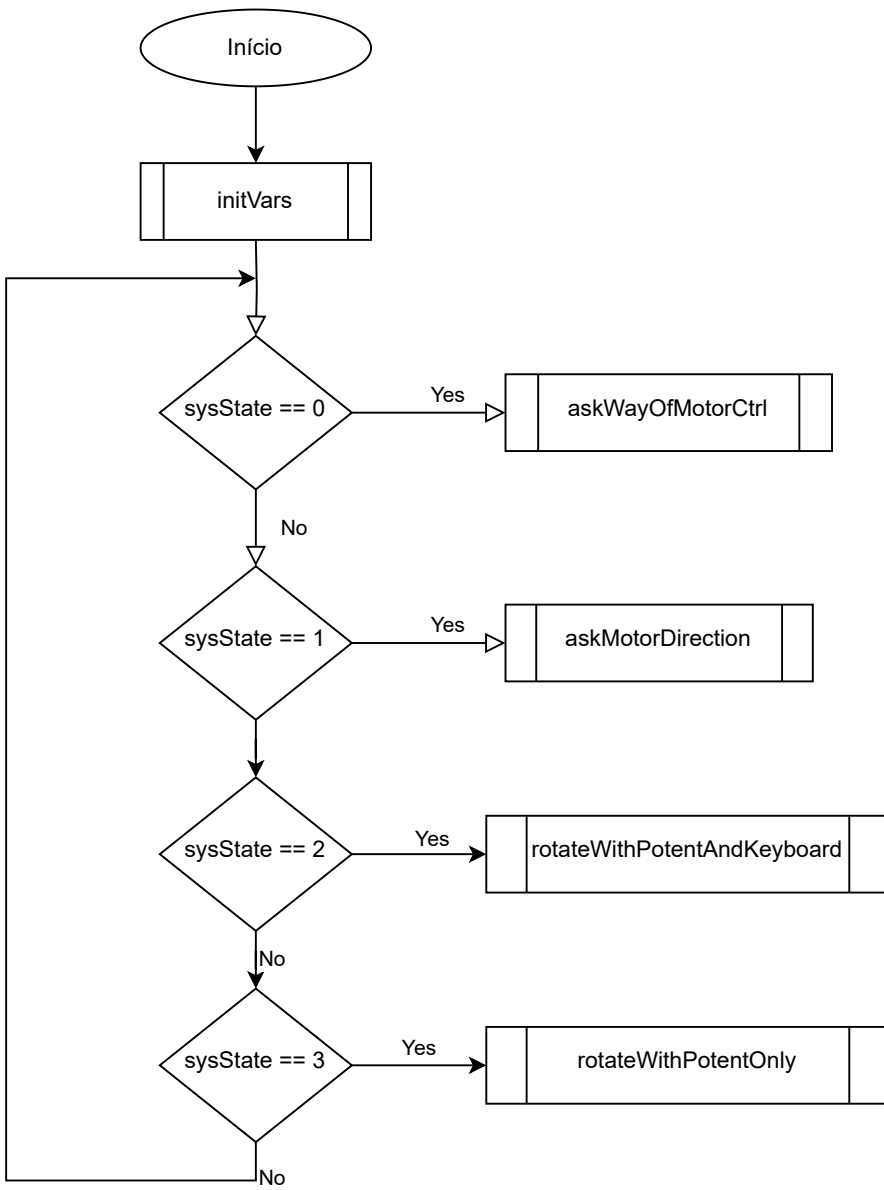 Início
initVars
sysState == 0
Yes
askWayOfMotorCtrl
No
sysState == 1
Yes
askMotorDirection
sysState == 2
Yes
rotateWithPotentAndKeyboard
No
sysState == 3
Yes
rotateWithPotentOnly
No